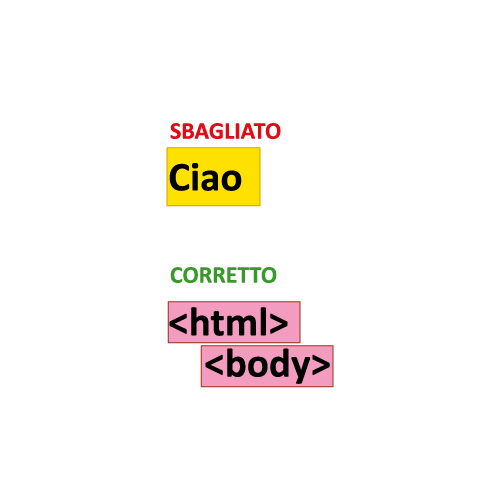 SBAGLIATO
Ciao
CORRETTO
<html>
<body>